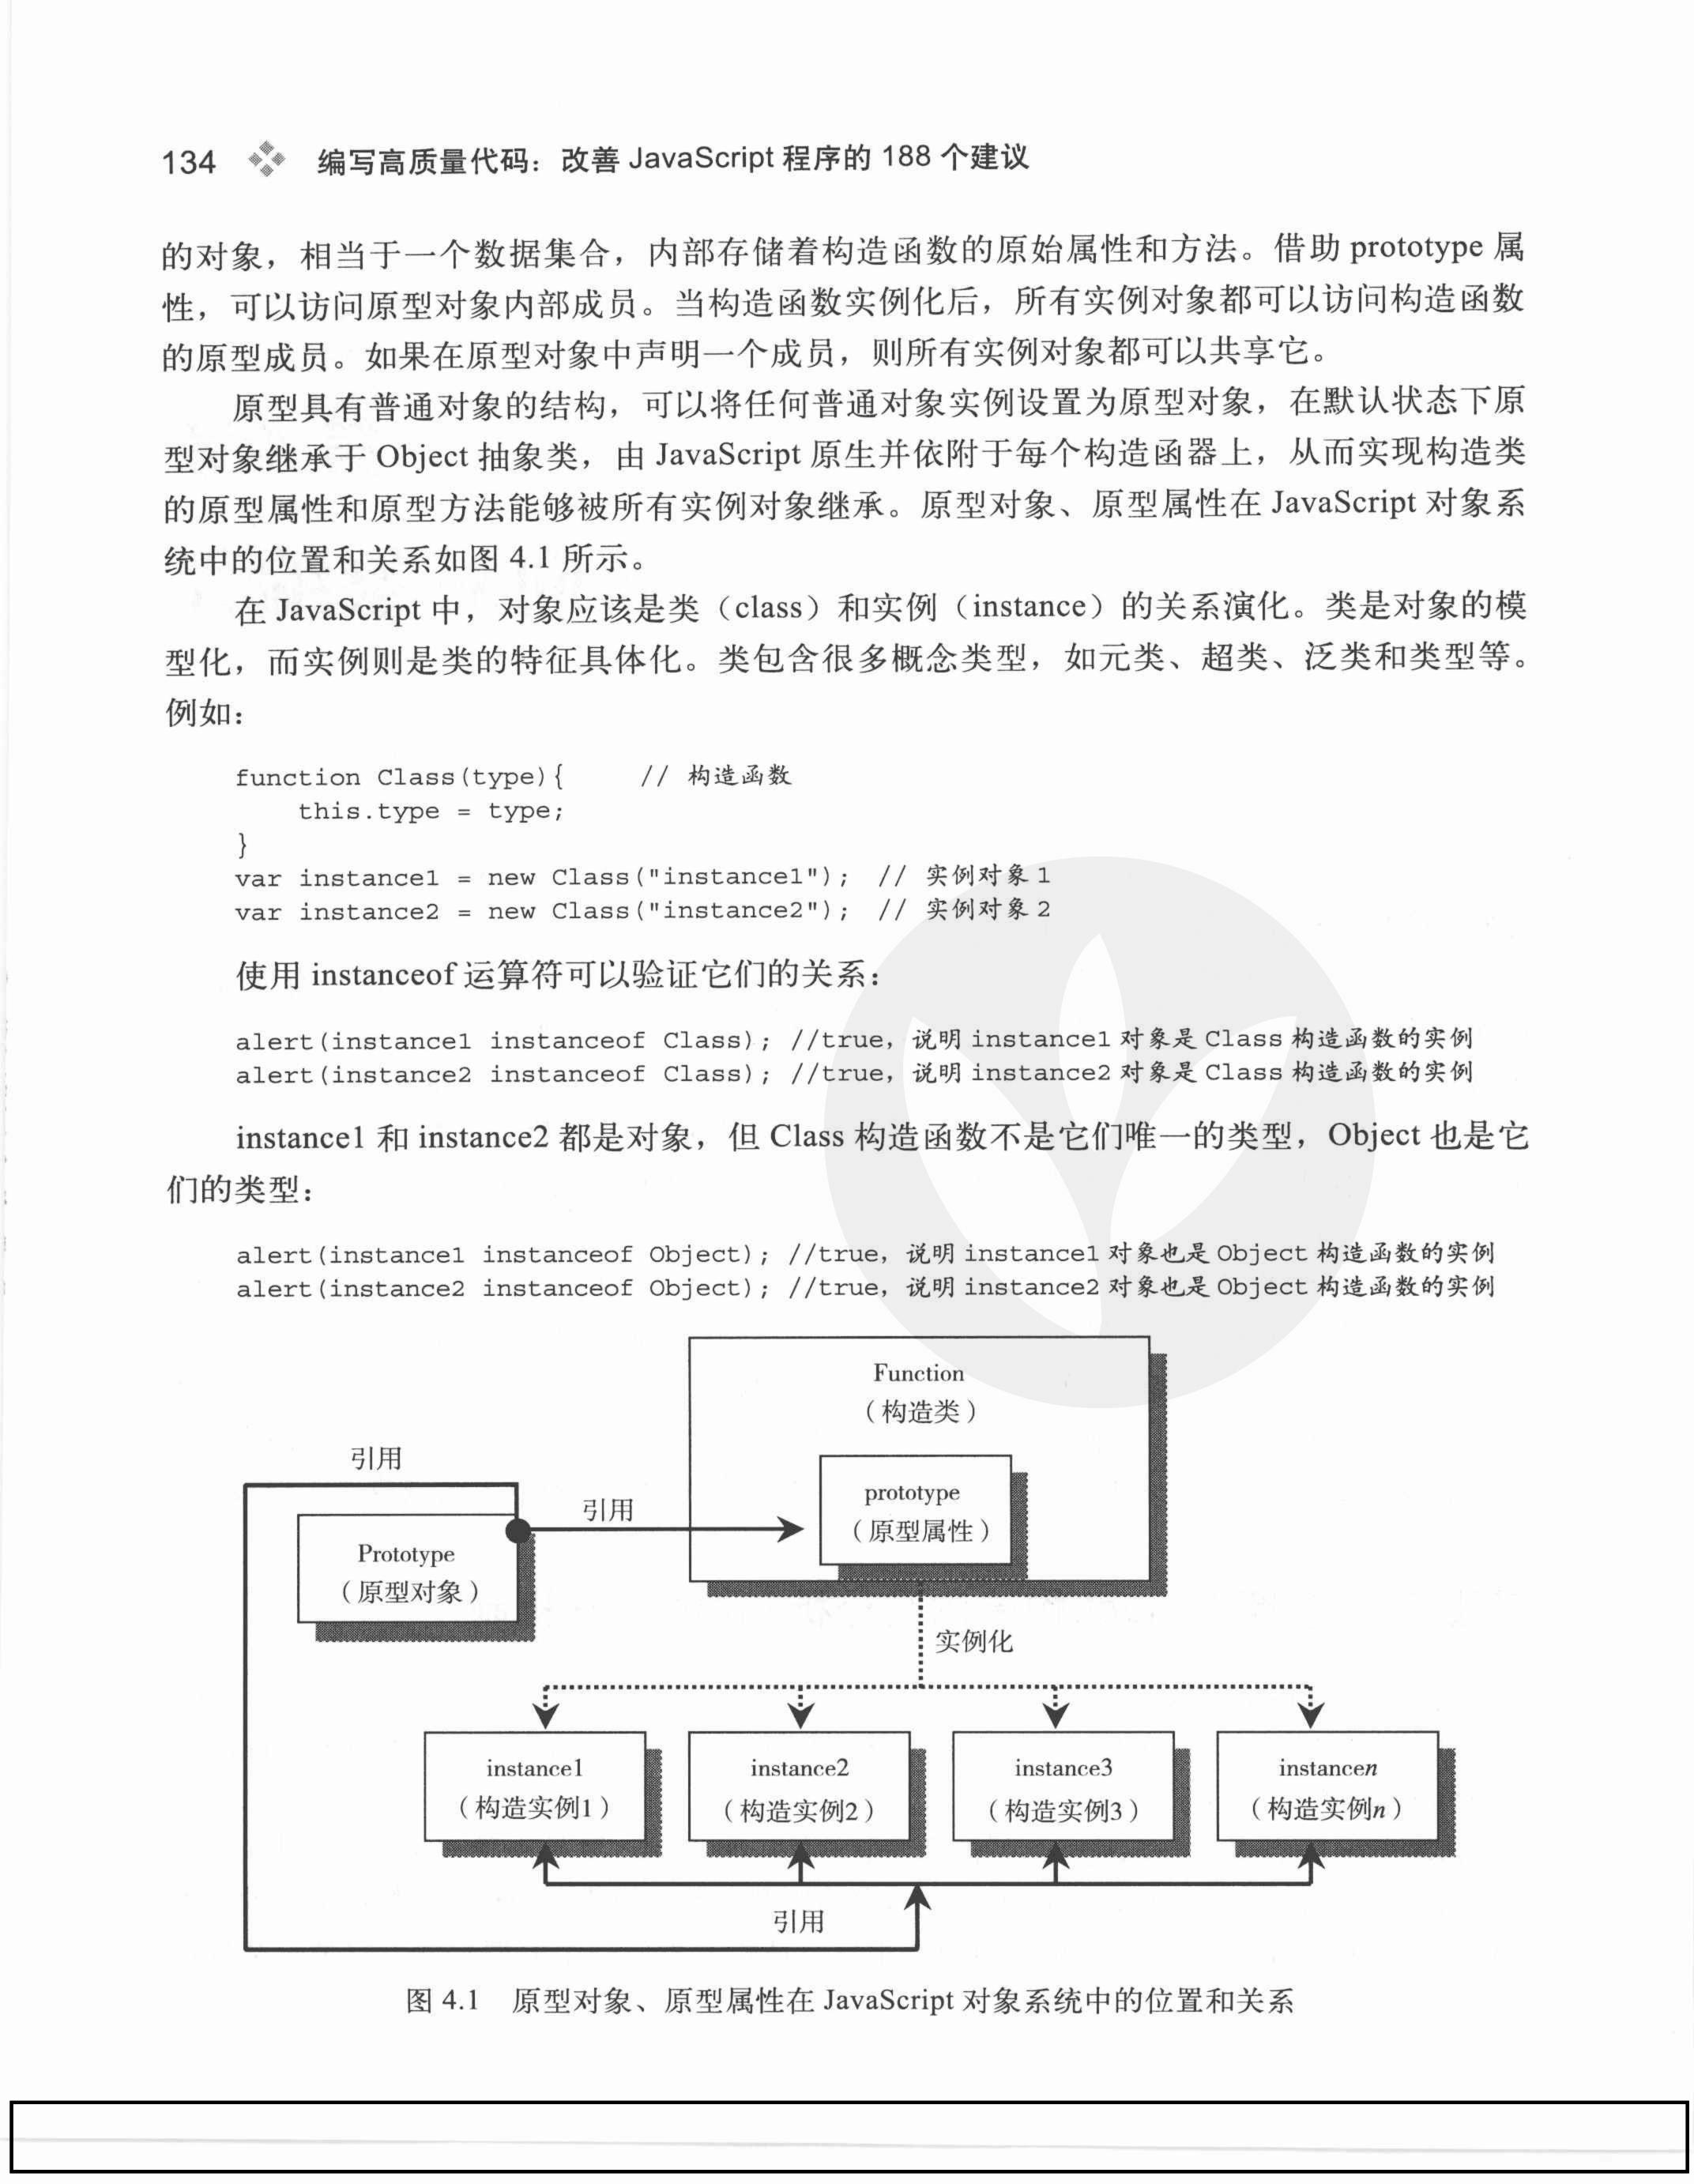 134 编写高质量代码：改善 JavaScript 程序的 188 个建议
的对象，相当于一个数据集合，内部存储着构造函数的原始属性和方法。借助 prototype 属
性，可以访问原型对象内部成员。当构造函数实例化后，所有实例对象都可以访问构造函数
的原型成员。如果在原型对象中声明一个成员，则所有实例对象都可以共享它。
原型具有普通对象的结构，可以将任何普通对象实例设置为原型对象，在默认状态下原
型对象继承于 Object 抽象类，由 JavaScript 原生并依附于每个构造函器上，从而实现构造类
的原型属性和原型方法能够被所有实例对象继承。原型对象、原型属性在 JavaScript 对象系
统中的位置和关系如图 4.1 所示。
在 JavaScript 中，对象应该是类（class）和实例（instance）的关系演化。类是对象的模
型化，而实例则是类的特征具体化。类包含很多概念类型，如元类、超类、泛类和类型等。
例如：
function Class(type){ // 构造函数
this.type = type;
}
var instance1 = new Class("instance1"); // 实例对象 1
var instance2 = new Class("instance2"); // 实例对象 2
使用 instanceof 运算符可以验证它们的关系：
alert(instance1 instanceof Class); //true，说明 instance1 对象是 Class 构造函数的实例
alert(instance2 instanceof Class); //true，说明 instance2 对象是 Class 构造函数的实例
instance1 和 instance2 都是对象，但 Class 构造函数不是它们唯一的类型，Object 也是它
们的类型：
alert(instance1 instanceof Object); //true，说明 instance1 对象也是 Object 构造函数的实例
alert(instance2 instanceof Object); //true，说明 instance2 对象也是 Object 构造函数的实例
Function
（构造类）
引用
引用
prototype
（原型属性）
Prototype
（原型对象）
实例化
instance1
（构造实例1）
instance2
（构造实例2）
instance3
（构造实例3）
instancen
（构造实例n）
引用
图 4.1 原型对象、原型属性在 JavaScript 对象系统中的位置和关系